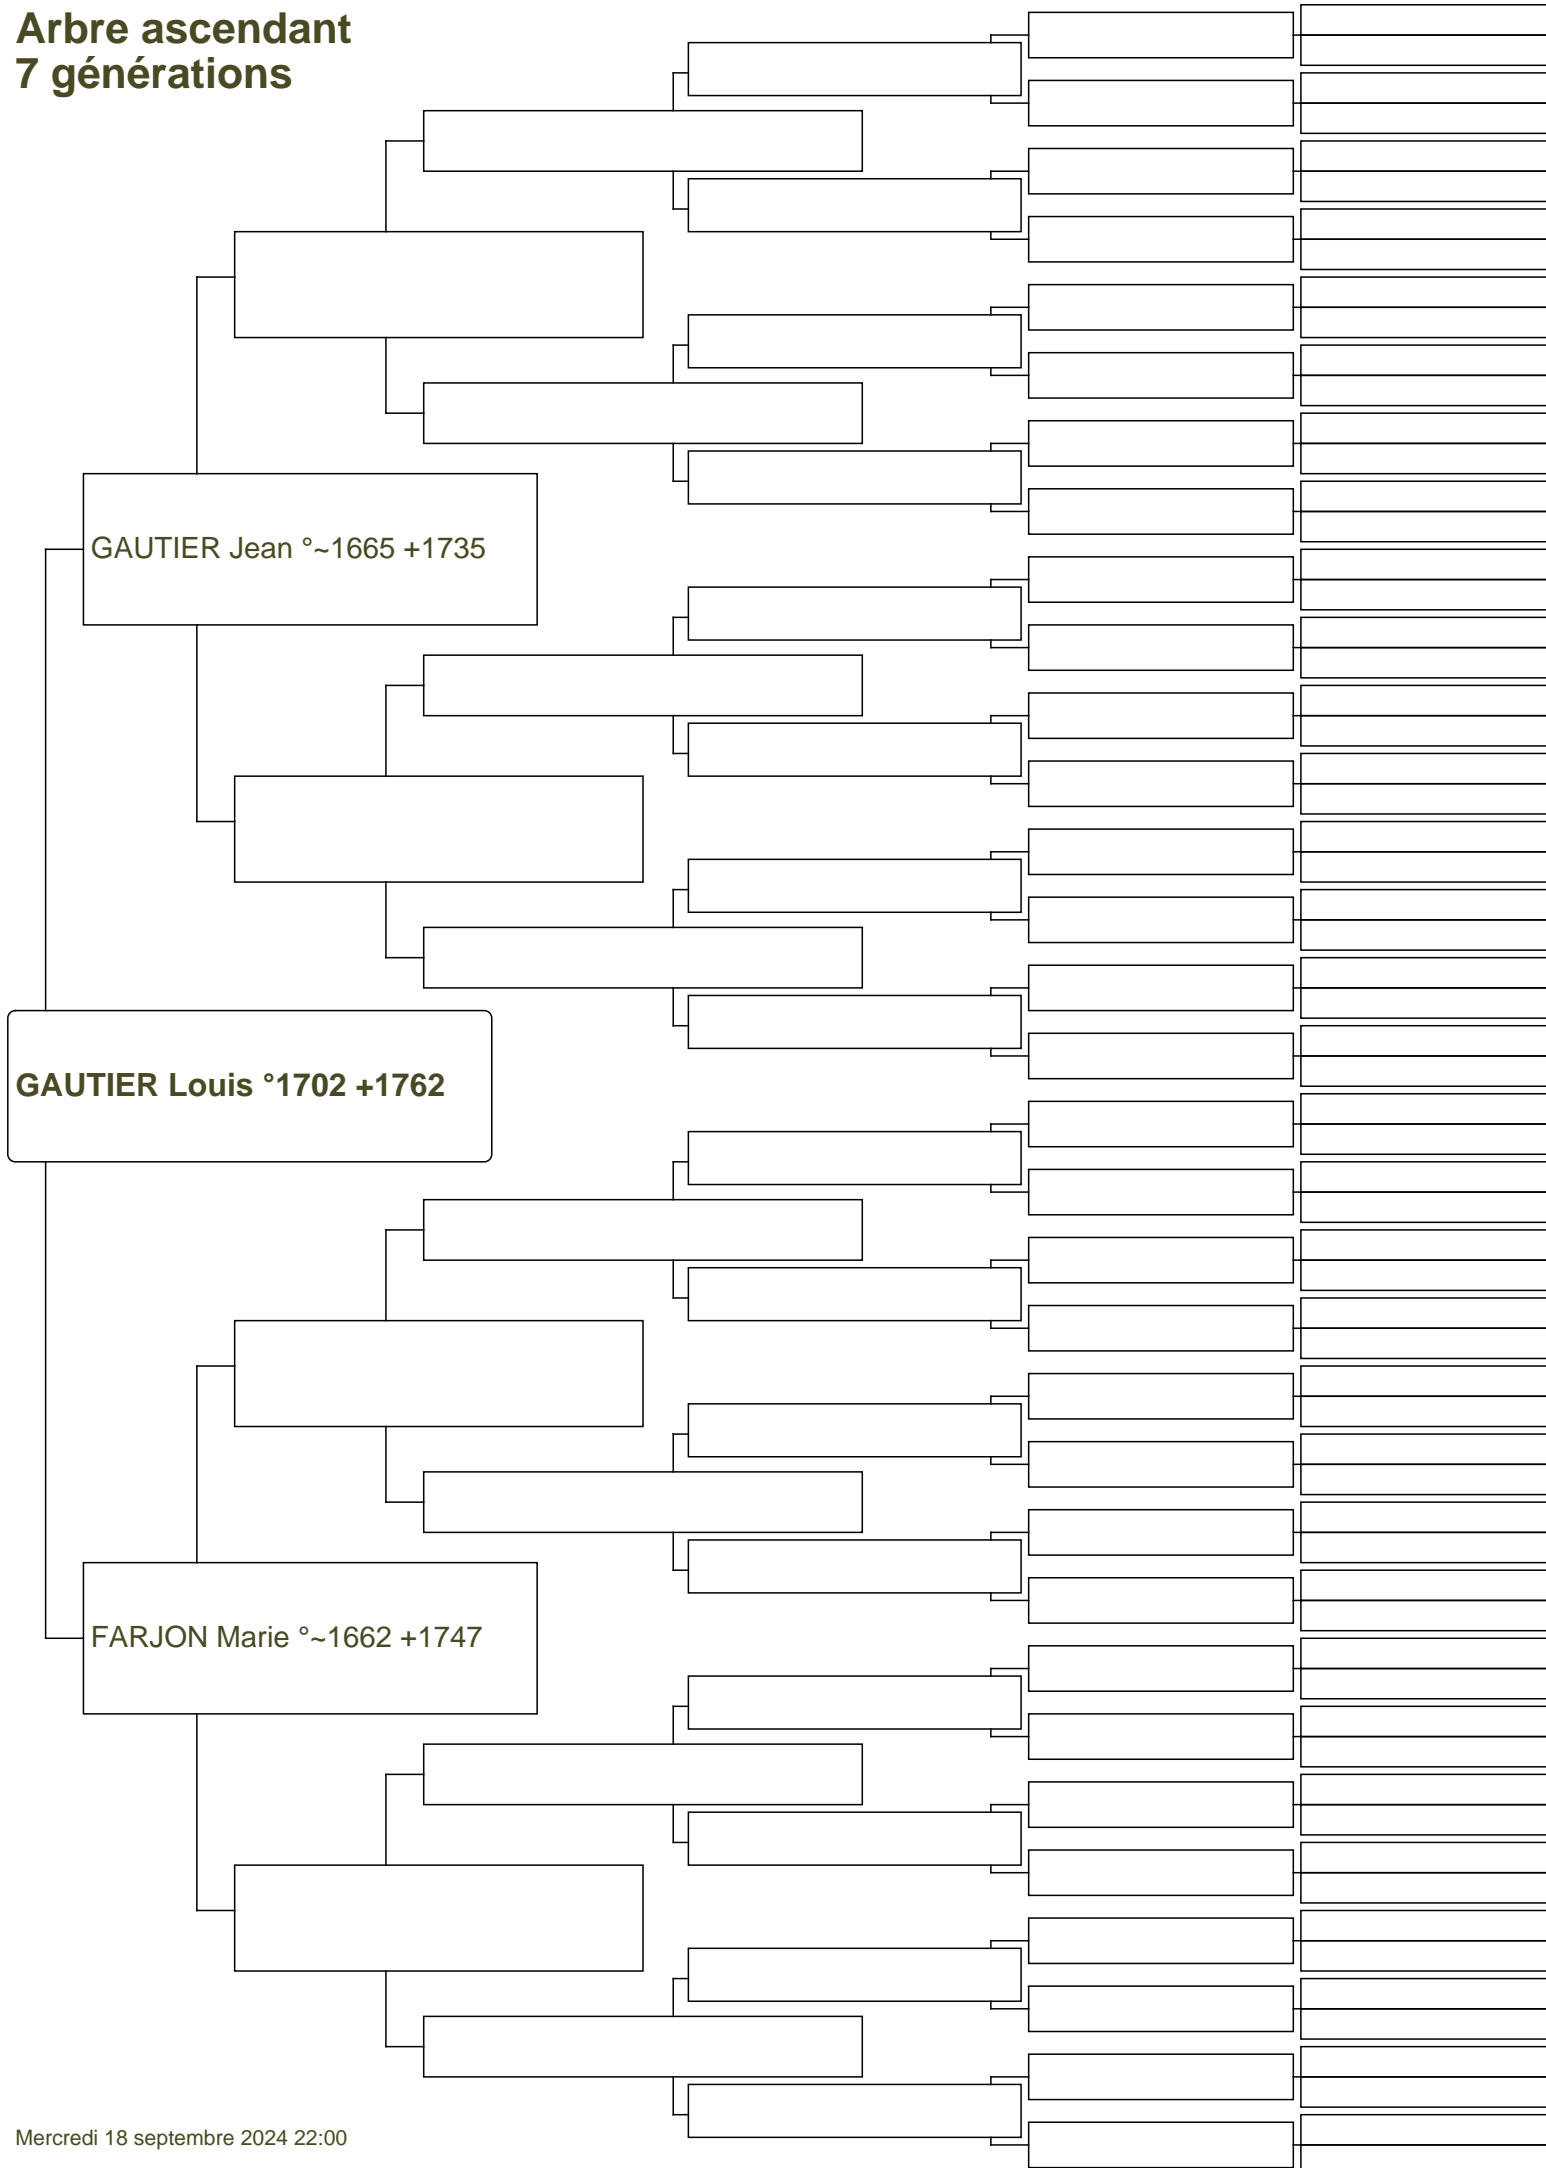 Arbre ascendant
7 générations
GAUTIER Jean °~1665 +1735
GAUTIER Louis °1702 +1762
FARJON Marie °~1662 +1747
Mercredi 18 septembre 2024 22:00